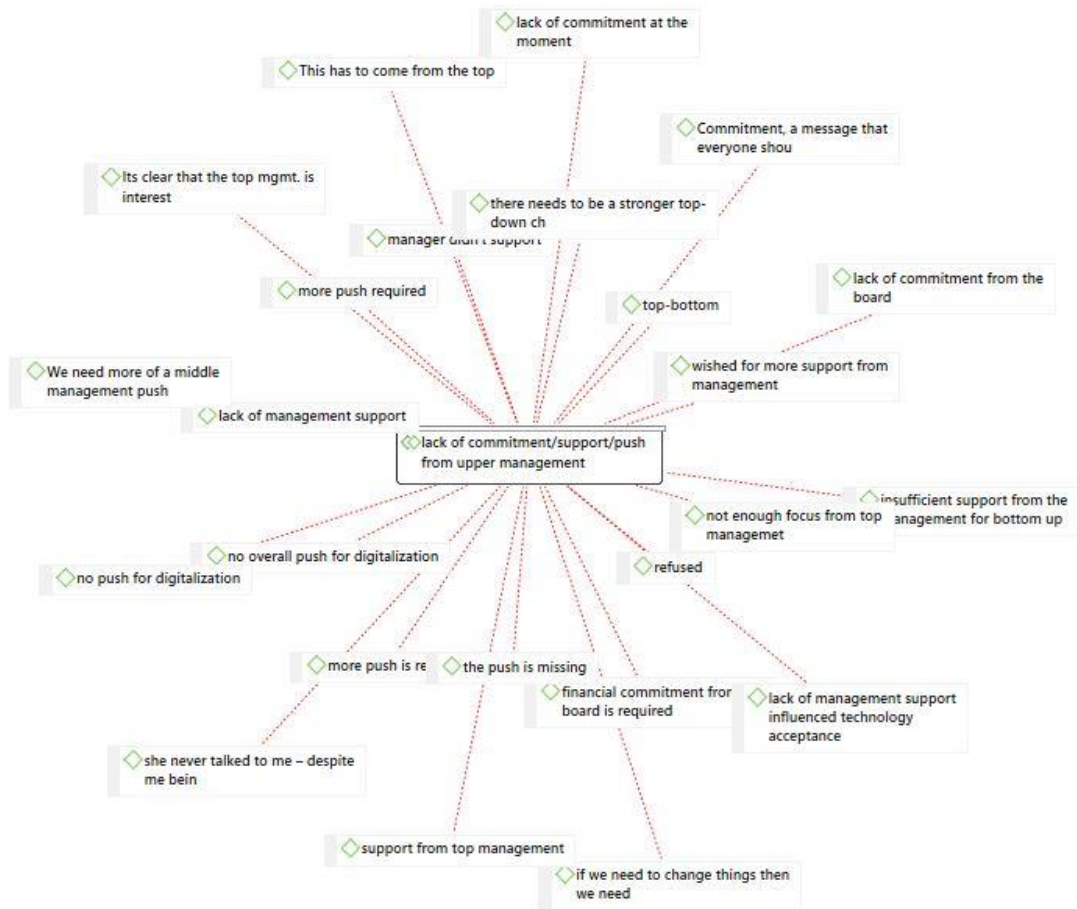 lack of commitment at the
moment
This has to come from the top
Commitment, a message that
everyone shou
Its clear that the top mgmt. is
interest
there needs to be a stronger top-
down ch
manager didn't support
lack of commitment from the
board
more push required
top-bottom
We need more of a middle
management push
wished for more support from
management
lack of management support
lack of commitment/support/push
from upper management
insufficient support from the
anagement for bottom up
not enough focus from top
managemet
no overall push for digitalization
refused
no push for digitalization
more push is re
the push is missing
financial commitment fro
board is required
lack of management support
influenced technology
acceptance
she never talked to me – despite
me bein
support from top management
if we need to change things then
we need